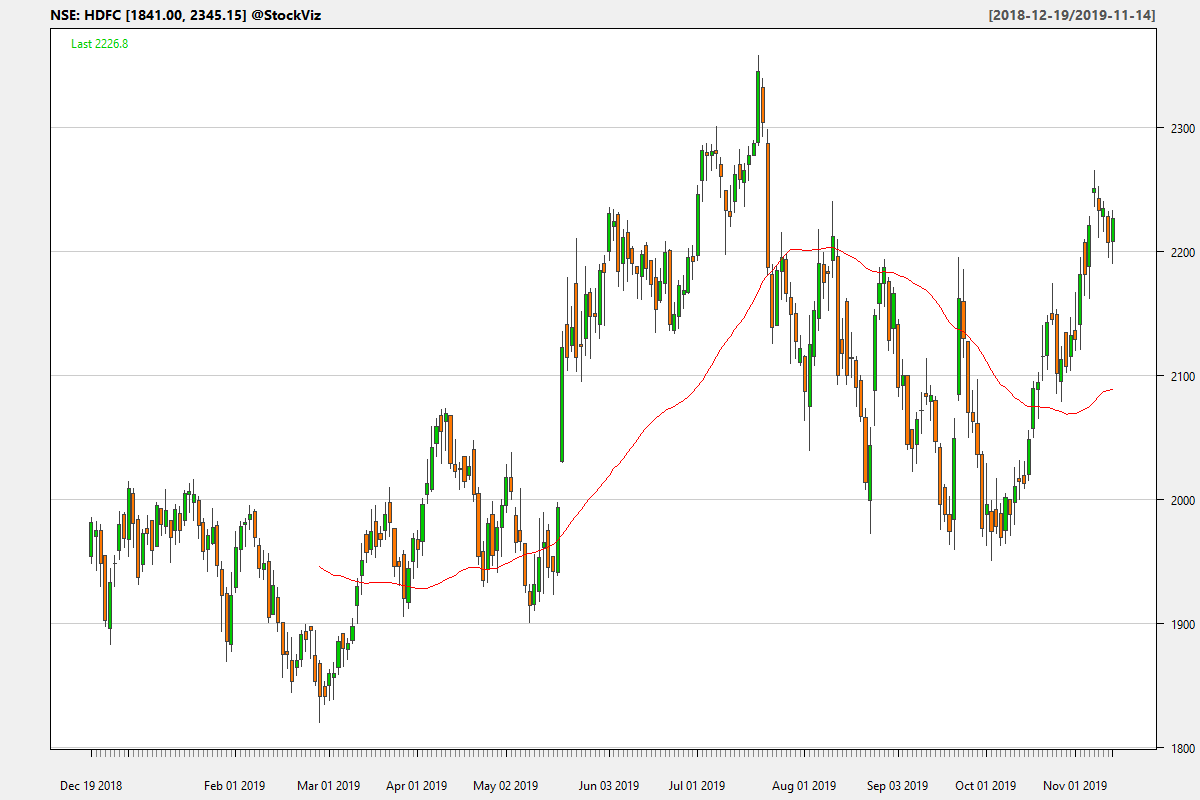 NSE: HDFC [1841.00, 2345.15] @StockViz
[2018-12-19/2019-11-14]
Last 2226.8
2300
2200
2100
2000
1900
1800
Dec 19 2018 Feb 01 2019 Mar 01 2019 Apr 01 2019 May 02 2019 Jun 03 2019 Jul 01 2019 Aug 01 2019 Sep 03 2019 Oct 01 2019 Nov 01 2019